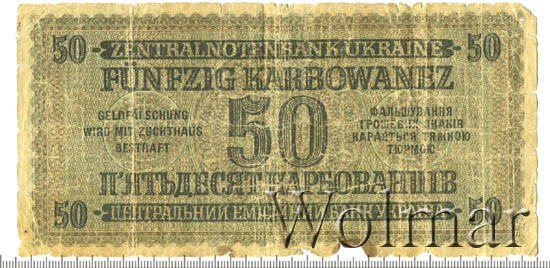 50 ZENTRALNOTENBANK UKRAINE 50
FÜNFZIG KARBOWANEZ
GELDFÄLSCHUNG
WIRD MIT ZUCHTHAUS
BESTRAFT
50
ФАЛЬШУВАННЯ
ГРОШЕВИХ ЗНАКІВ
КАРАЄТЬСЯ ТЯЖКОЮ
ТЮРМОЮ
П'ЯТЬДЕСЯТ КАРБОВАНЦІВ
50 ЦЕНТРАЛЬНИЙ ЕМІСІЙНИЙ БАНК УКРАЇНА 50
Wolmar